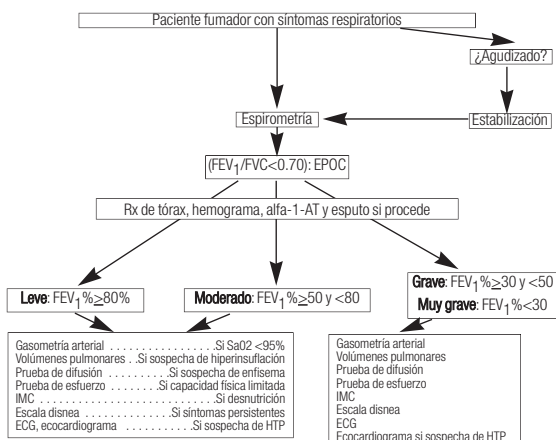 Paciente fumador con síntomas respiratorios
¿Agudizado?
Espirometría
Estabilización
(FEV1/FVC<0.70): EPOC
Rx de tórax, hemograma, alfa-1-AT y esputo si procede
Leve: FEV1%≥80%
Moderado: FEV1%≥50 y <80
Grave: FEV1%≥30 y <50
Muy grave: FEV1%<30
Gasometría arterial . . . . . . . . . . . . . . . .Si Sa02 <95%
Volúmenes pulmonares . .Si sospecha de hiperinsuflación
Prueba de difusión . . . . . . . . . .Si sospecha de enfisema
Prueba de esfuerzo . . . . . . .Si capacidad física limitada
IMC . . . . . . . . . . . . . . . . . . . . . . . . . .Si desnutrición
Escala disnea . . . . . . . . . . . . . .Si síntomas persistentes
ECG, ecocardiograma . . . . . . . . . . .Si sospecha de HTP
Gasometría arterial
Volúmenes pulmonares
Prueba de difusión
Prueba de esfuerzo
IMC
Escala disnea
ECG
Ecocardiograma si sospecha de HTP